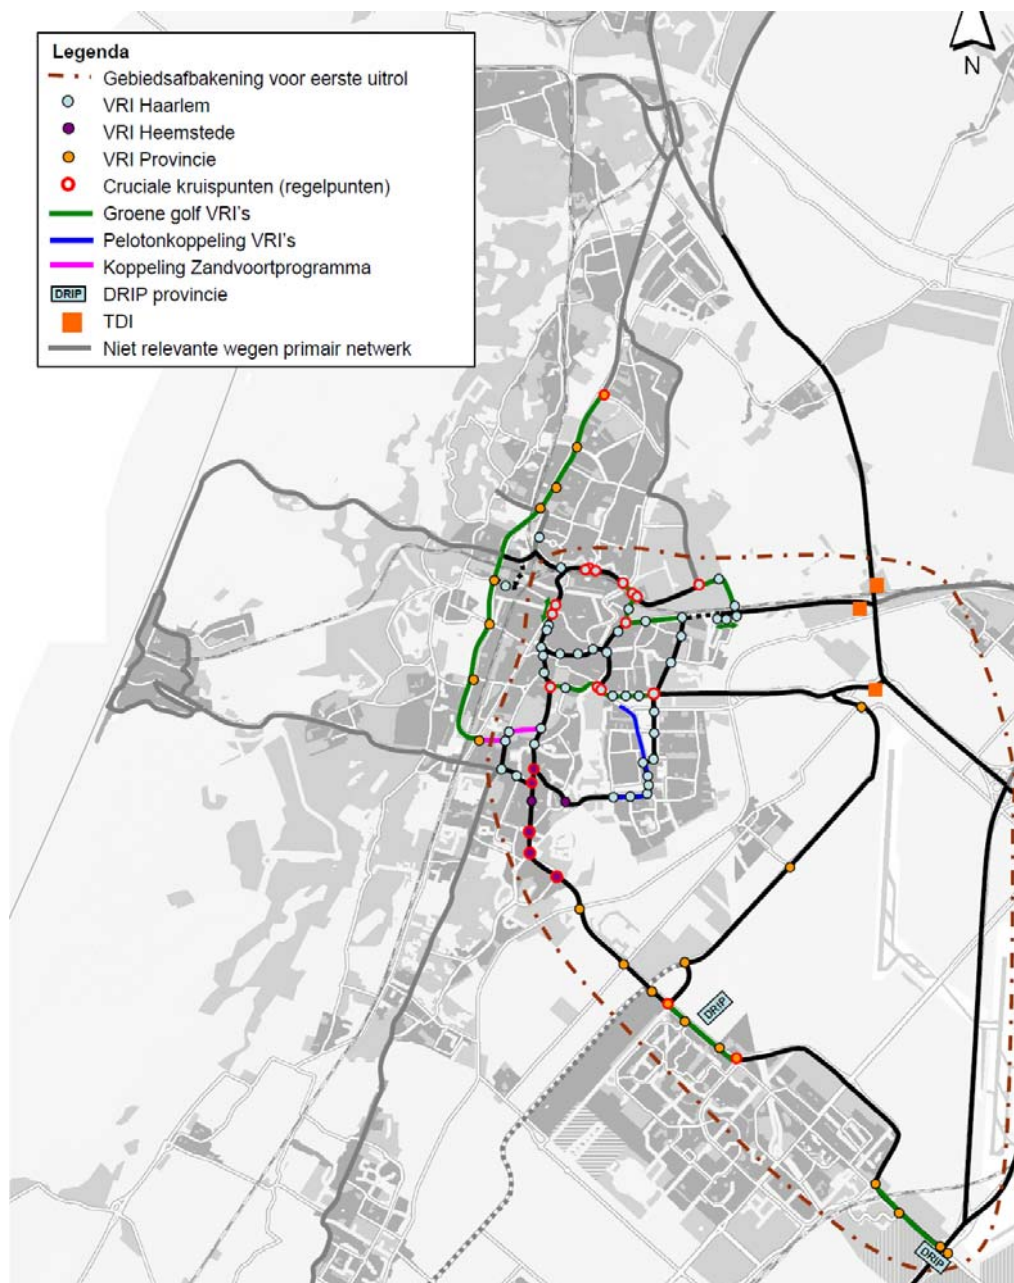 Legenda
Gebiedsafbakening voor eerste uitrol
VRI Haarlem
VRI Heemstede
VRI Provincie
Cruciale kruispunten (regelpunten)
Groene golf VRI's
Pelotonkoppeling VRI's
Koppeling Zandvoortprogramma
DRIP DRIP provincie
TDI
Niet relevante wegen primair netwerk
N
DRIP
DRIP